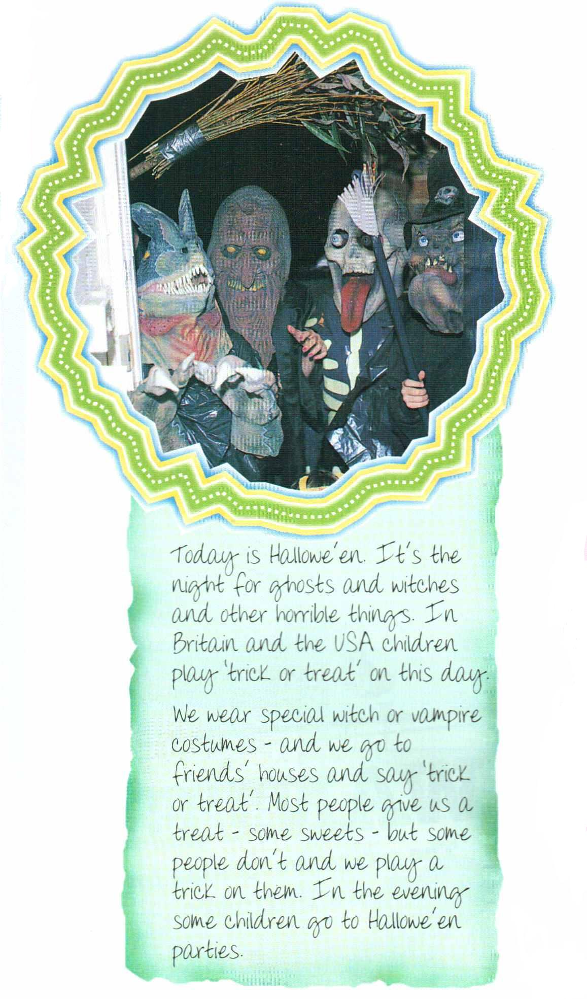 Today is Hallowe'en. It's the
night for ghosts and witches
and other horrible things. In
Britain and the USA children
play 'trick or treat' on this day.
We wear special witch or vampire
costumes - and we go to
friends' houses and say 'trick
or treat'. Most people give us a
treat - some sweets - but some
people don't and we play a
trick on them. In the evening
some children go to Hallowe'en
parties.